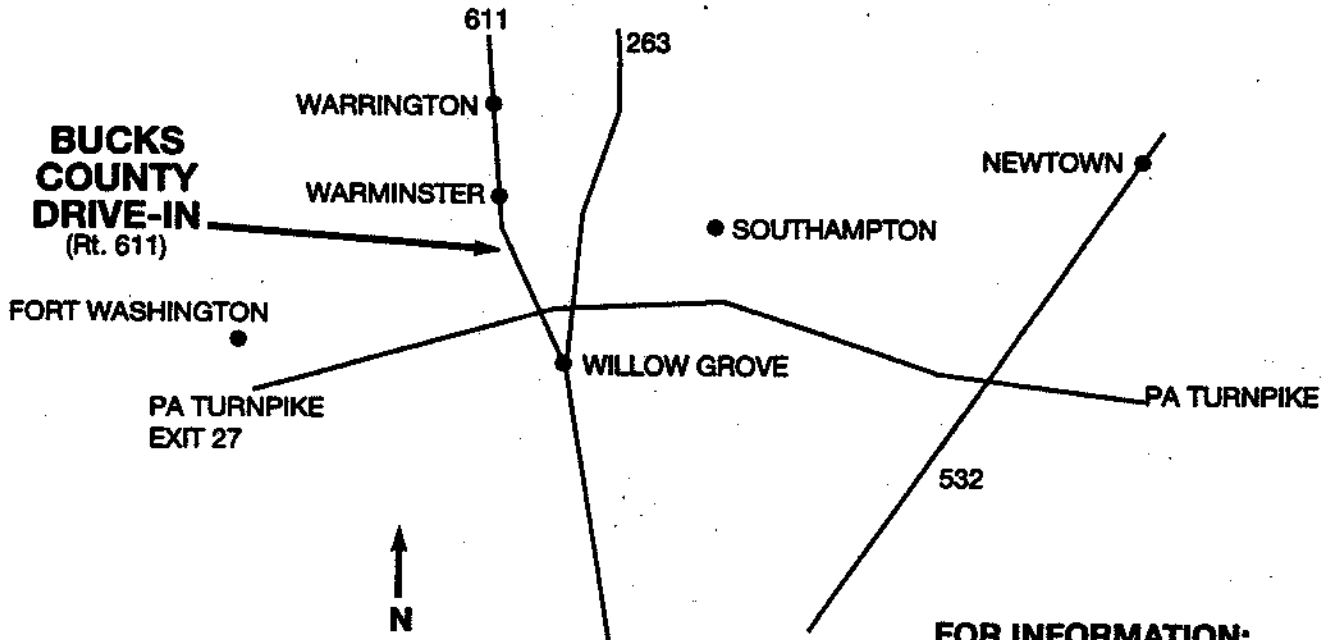 611
263
WARRINGTON
BUCKS
COUNTY
DRIVE-IN
(Rt. 611)
WARMINSTER
NEWTOWN
SOUTHAMPTON
FORT WASHINGTON
WILLOW GROVE
PA TURNPIKE
EXIT 27
PA TURNPIKE
532
N
FOR INFORMATION: